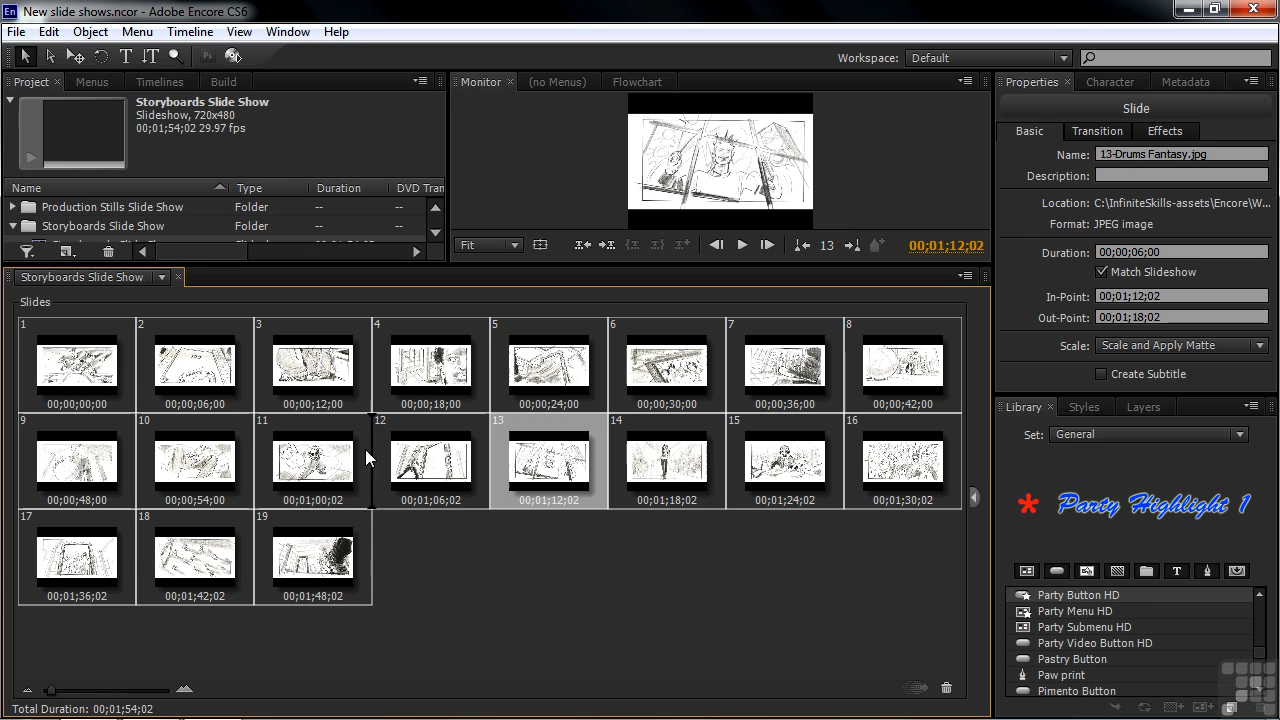 En New slide shows.ncor - Adobe Encore CS6
File Edit Object Menu Timeline View Window Help
Workspace: Default
Project × Menus Timelines Build
Storyboards Slide Show
Slideshow, 720x480
00;01;54;02 29.97 fps
Name Type Duration DVD Tran
Production Stills Slide Show Folder --
Storyboards Slide Show Folder --
Monitor × (no Menus) Flowchart
Fit 13 00;01;12;02
Properties × Character Metadata
Slide
Basic Transition Effects
Name: 13-Drums Fantasy.jpg
Description:
Location: C:\InfiniteSkills-assets\Encore\W...
Format: JPEG image
Duration: 00;00;06;00
Match Slideshow
In-Point: 00;01;12;02
Out-Point: 00;01;18;02
Scale: Scale and Apply Matte
Create Subtitle
Storyboards Slide Show ×
Slides
1 2 3 4 5 6 7 8
00;00;00;00 00;00;06;00 00;00;12;00 00;00;18;00 00;00;24;00 00;00;30;00 00;00;36;00 00;00;42;00
9 10 11 12 13 14 15 16
00;00;48;00 00;00;54;00 00;01;00;02 00;01;06;02 00;01;12;02 00;01;18;02 00;01;24;02 00;01;30;02
17 18 19
00;01;36;02 00;01;42;02 00;01;48;02
Total Duration: 00;01;54;02
Library × Styles Layers
Set: General
* Party Highlight 1
T
Party Button HD
Party Menu HD
Party Submenu HD
Party Video Button HD
Pastry Button
Paw print
Pimento Button